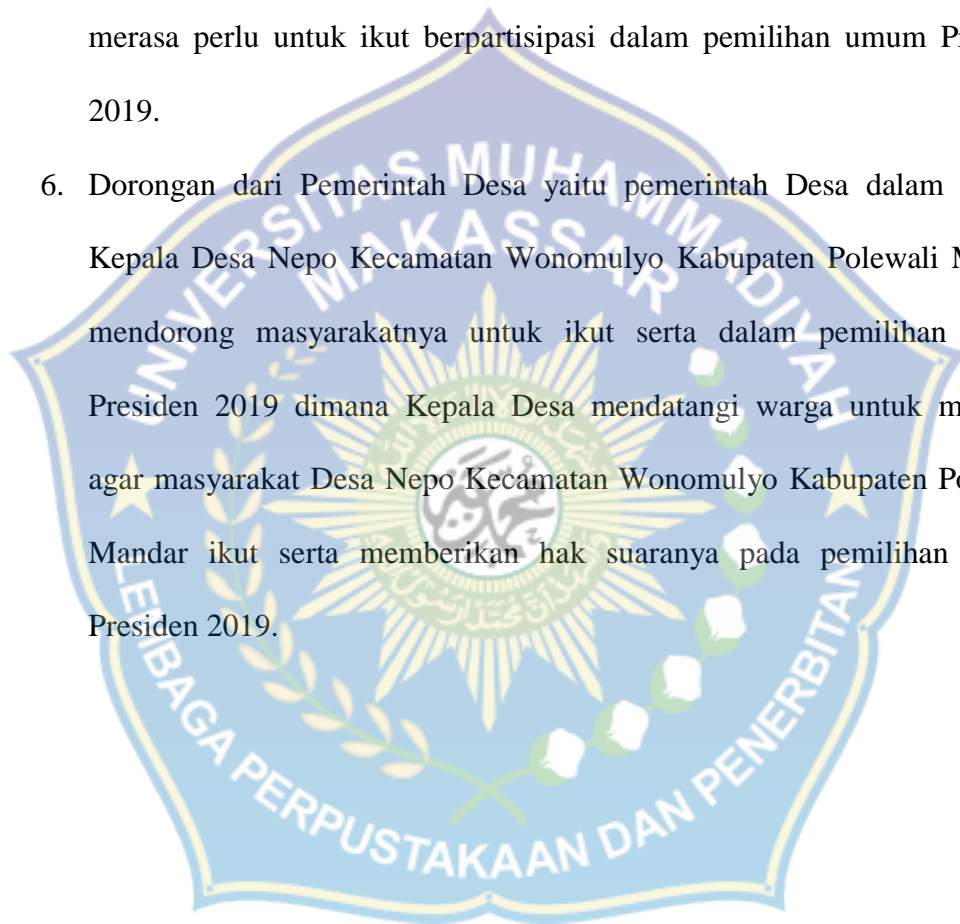 merasa perlu untuk ikut berpartisipasi dalam pemilihan umum
2019.
6. Dorongan dari Pemerintah Desa yaitu pemerintah Desa dalam
Kepala Desa Nepo Kecamatan Wonomulyo Kabupaten Polewali
mendorong masyarakatnya untuk ikut serta dalam pemilihan
Presiden 2019 dimana Kepala Desa mendatangi warga untuk
agar masyarakat Desa Nepo Kecamatan Wonomulyo Kabupaten
Mandar ikut serta memberikan hak suaranya pada pemilihan
Presiden 2019.
UNIVERSITAS MUHAMMADIYAH
MAKASSAR
LEMBAGA PERPUSTAKAAN DAN PENERBITAN